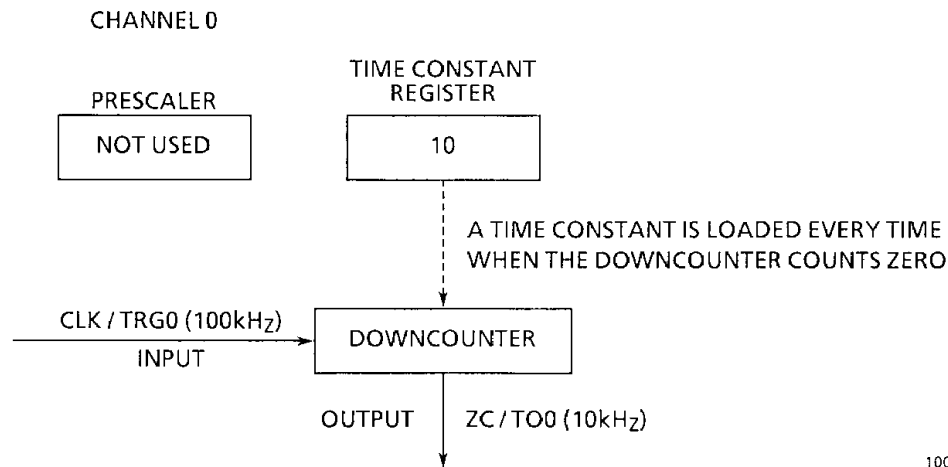 CHANNEL 0
PRESCALER
NOT USED
TIME CONSTANT
REGISTER
10
A TIME CONSTANT IS LOADED EVERY TIME
WHEN THE DOWNCOUNTER COUNTS ZERO
CLK / TRG0 (100kHz)
INPUT
DOWNCOUNTER
OUTPUT
ZC / TO0 (10kHz)